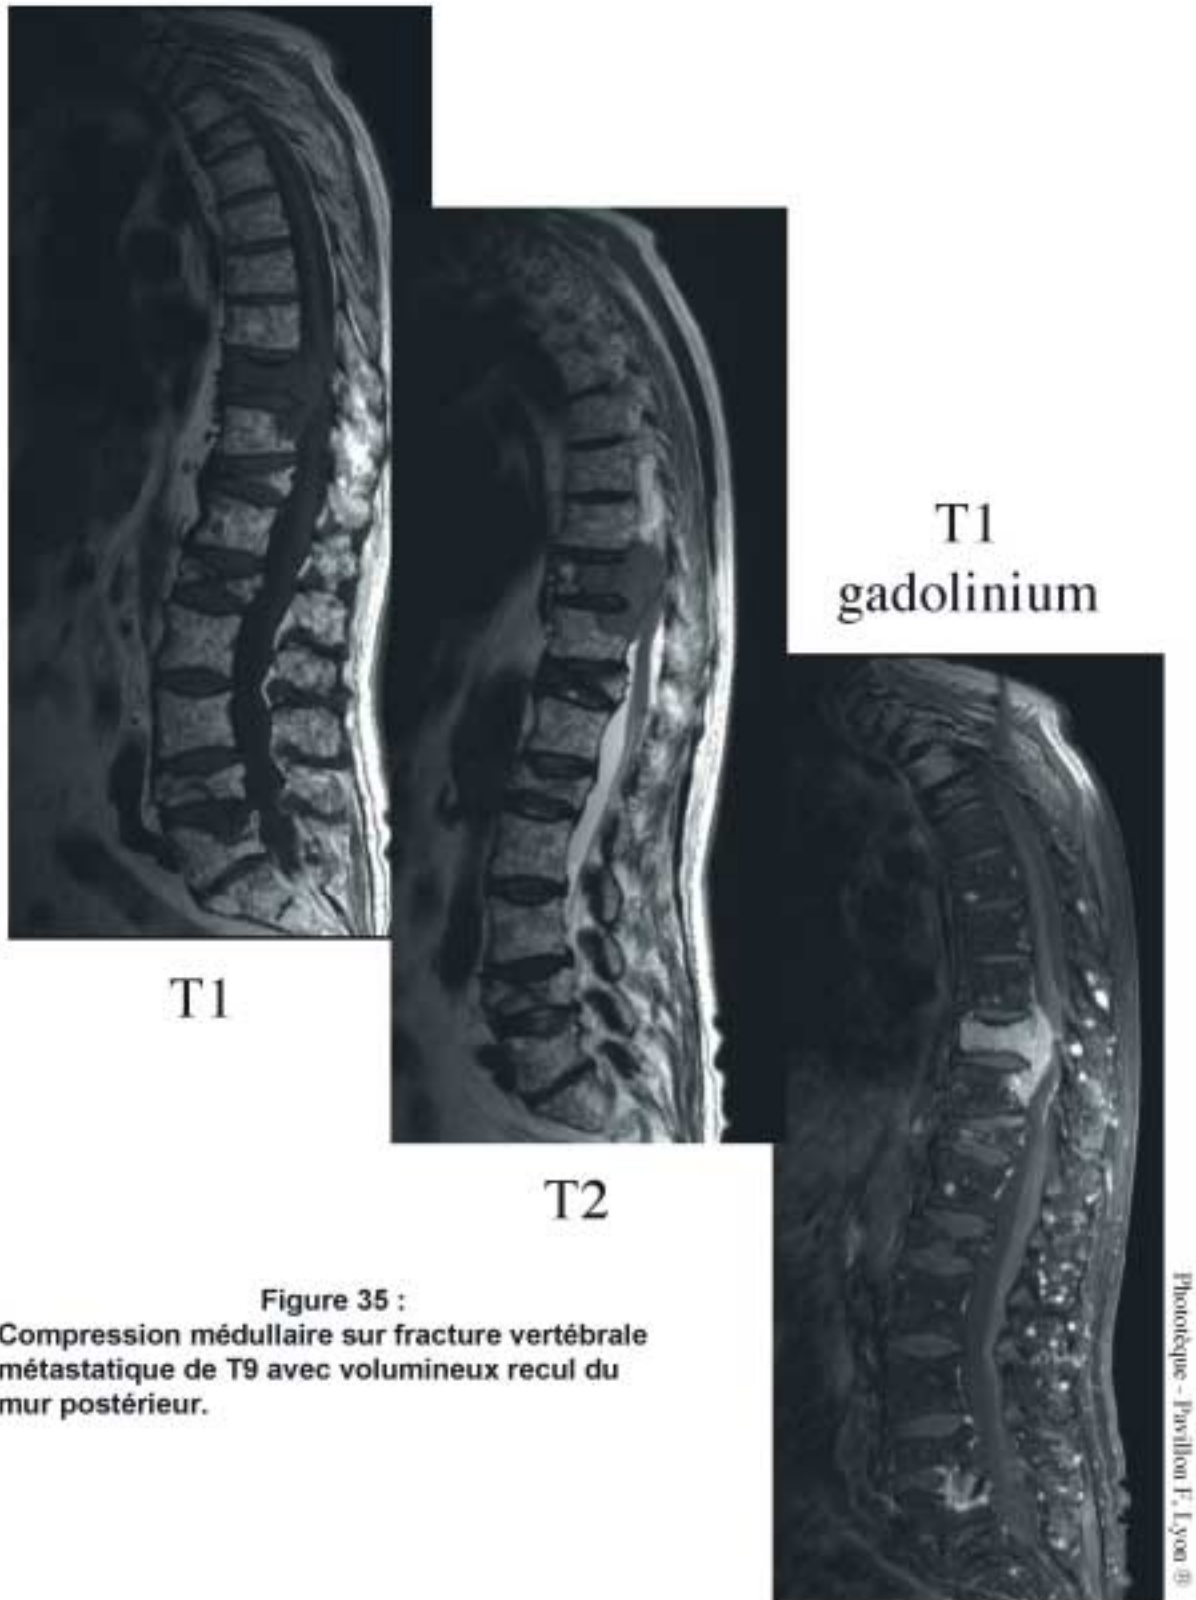 T1
gadolinium
T1
T2
Figure 35 :
Compression médullaire sur fracture vertébrale
métastatique de T9 avec volumineux recul du
mur postérieur.
Phototèque - Pavillon F, Lyon ®